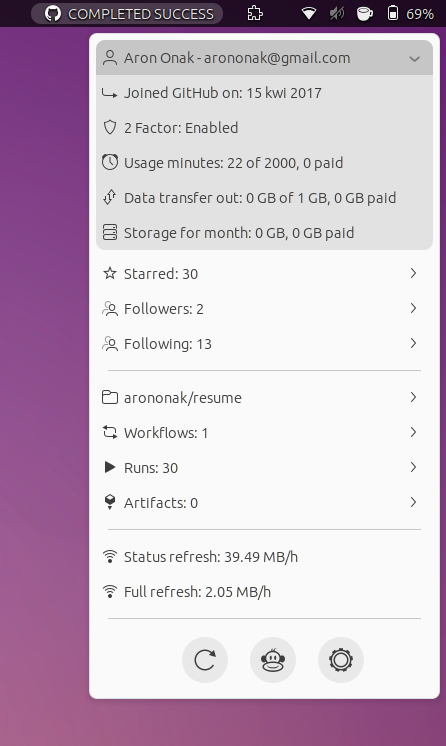 COMPLETED SUCCESS 69%
Aron Onak - arononak@gmail.com
Joined GitHub on: 15 kwi 2017
2 Factor: Enabled
Usage minutes: 22 of 2000, 0 paid
Data transfer out: 0 GB of 1 GB, 0 GB paid
Storage for month: 0 GB, 0 GB paid
Starred: 30
Followers: 2
Following: 13
arononak/resume
Workflows: 1
Runs: 30
Artifacts: 0
Status refresh: 39.49 MB/h
Full refresh: 2.05 MB/h